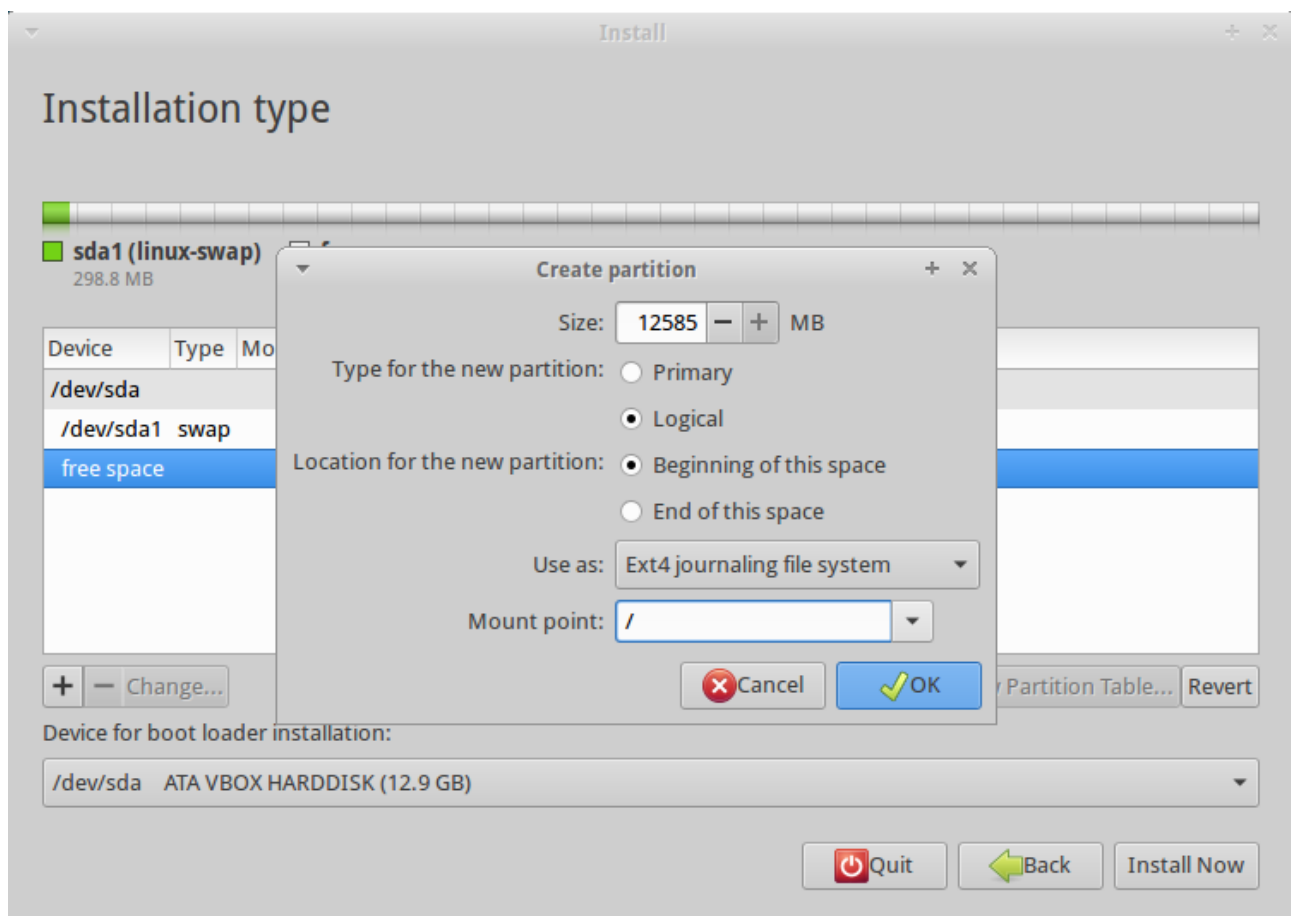 Install
Installation type
sda1 (linux-swap)
298.8 MB
Create partition
Size: 12585 MB
Device Type Mo
Type for the new partition: Primary
/dev/sda
Logical
/dev/sda1 swap
Location for the new partition: Beginning of this space
free space
End of this space
Use as: Ext4 journaling file system
Mount point: /
Cancel OK
Change... Partition Table... Revert
Device for boot loader installation:
/dev/sda ATA VBOX HARDDISK (12.9 GB)
Quit Back Install Now